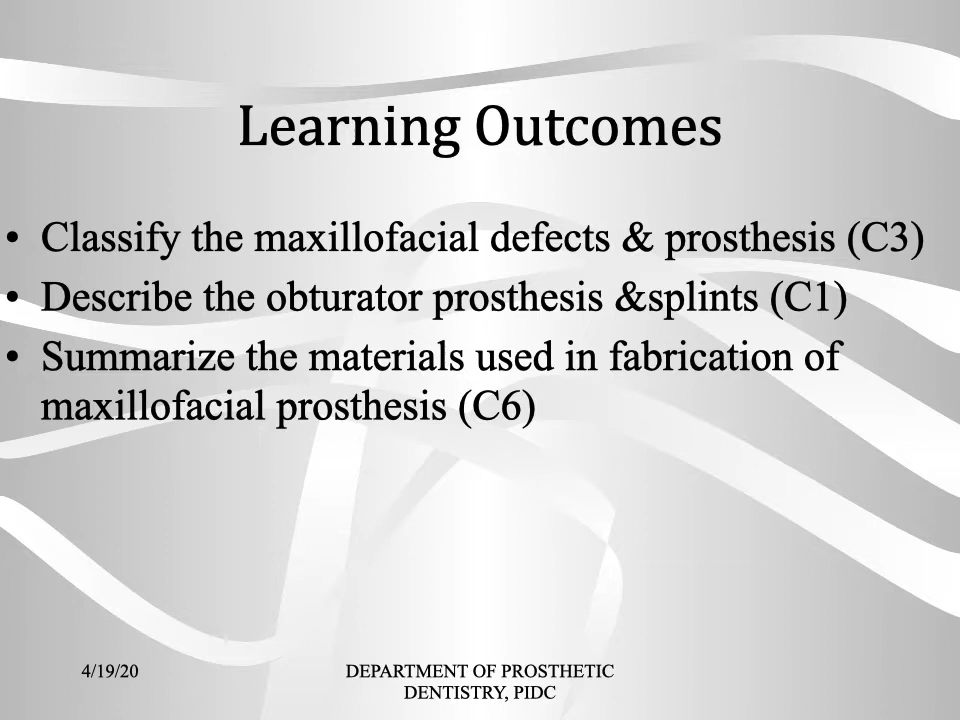 Learning Outcomes
• Classify the maxillofacial defects & prosthesis (C3)
• Describe the obturator prosthesis &splints (C1)
• Summarize the materials used in fabrication of
maxillofacial prosthesis (C6)
4/19/20
DEPARTMENT OF PROSTHETIC
DENTISTRY, PIDC